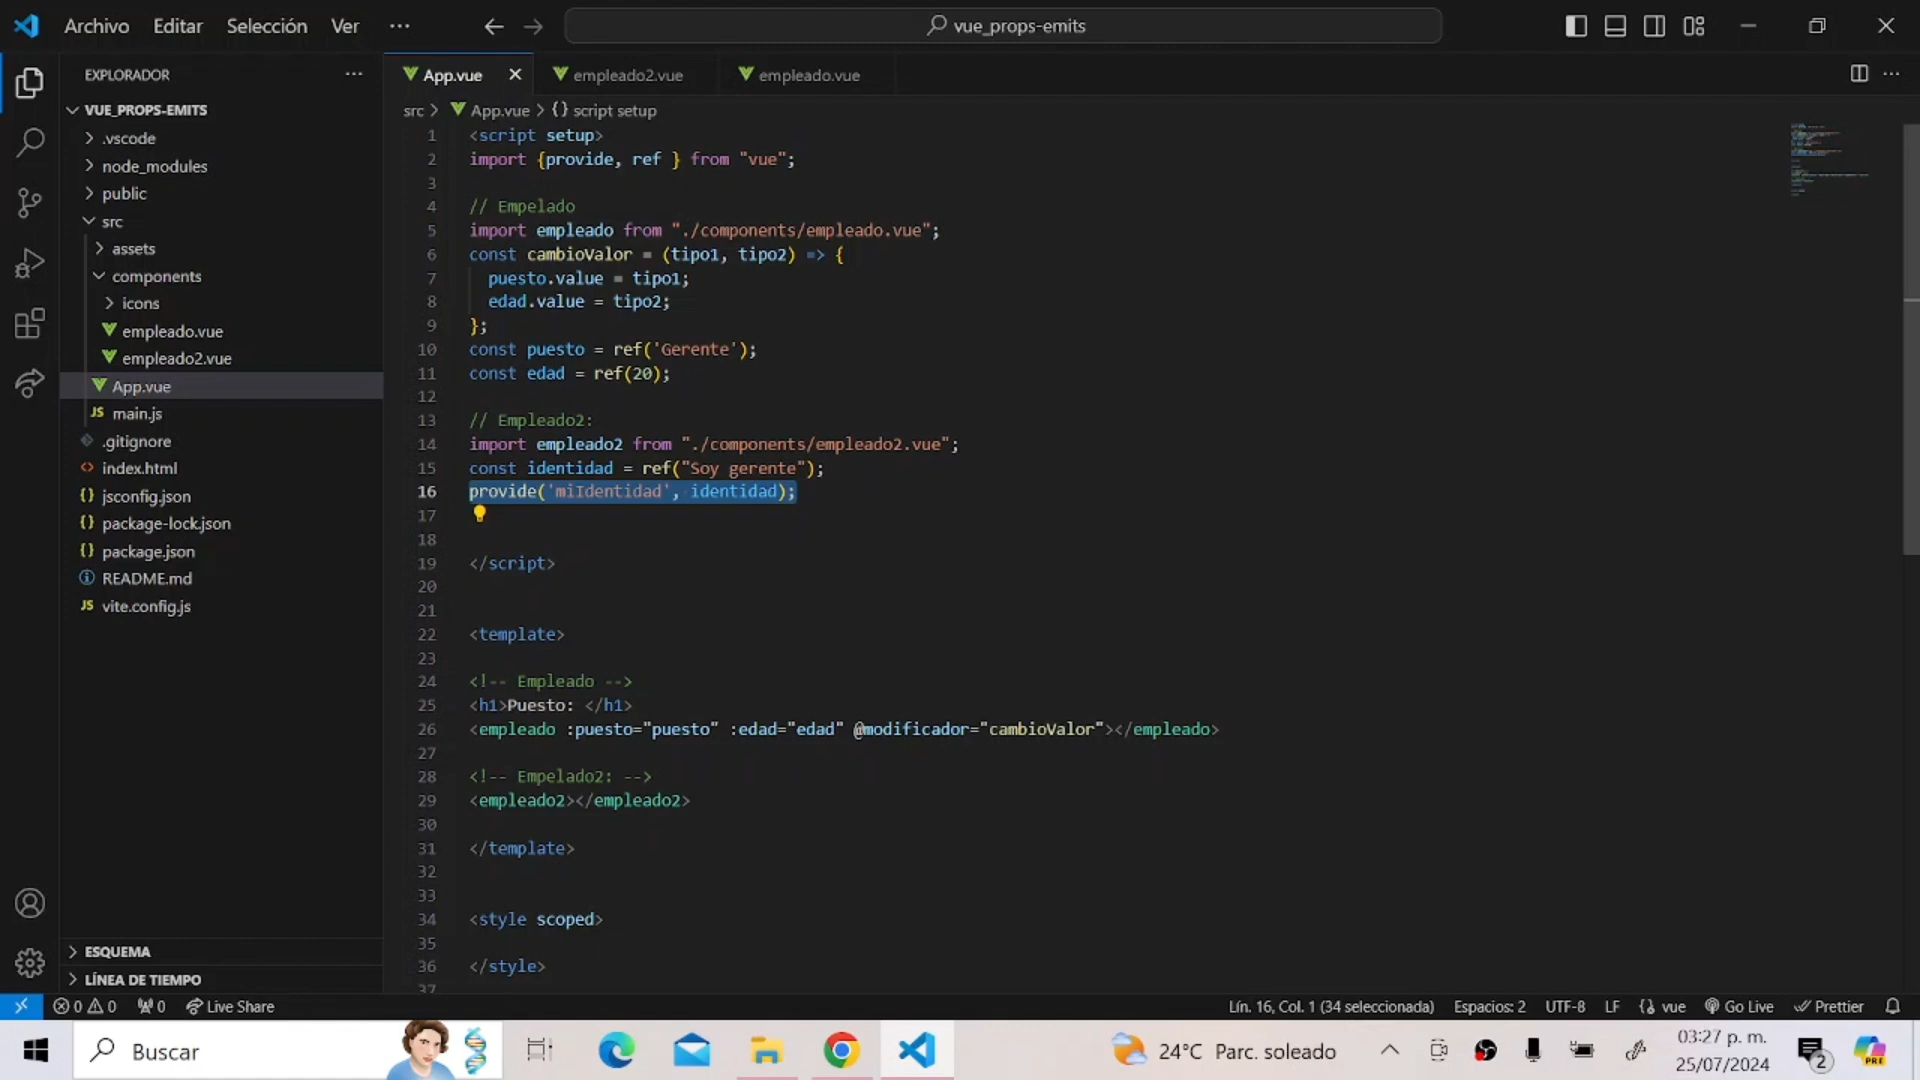 Archivo Editar Selección Ver ··· vue_props-emits
EXPLORADOR ···
VUE_PROPS-EMITS
.vscode
node_modules
public
src
assets
components
icons
empleado.vue
empleado2.vue
App.vue
JS main.js
.gitignore
<> index.html
{} jsconfig.json
{} package-lock.json
{} package.json
README.md
JS vite.config.js
ESQUEMA
LÍNEA DE TIEMPO
App.vue empleado2.vue empleado.vue ···
src > App.vue > {} script setup
1 <script setup>
2 import {provide, ref } from "vue";
3
4 // Empelado
5 import empleado from "./components/empleado.vue";
6 const cambioValor = (tipo1, tipo2) => {
7 puesto.value = tipo1;
8 edad.value = tipo2;
9 };
10 const puesto = ref('Gerente');
11 const edad = ref(20);
12
13 // Empleado2:
14 import empleado2 from "./components/empleado2.vue";
15 const identidad = ref("Soy gerente");
16 provide('miIdentidad', identidad);
17
18
19 </script>
20
21
22 <template>
23
24 <!-- Empleado -->
25 <h1>Puesto: </h1>
26 <empleado :puesto="puesto" :edad="edad" @modificador="cambioValor"></empleado>
27
28 <!-- Empelado2: -->
29 <empleado2></empleado2>
30
31 </template>
32
33
34 <style scoped>
35
36 </style>
37
0 0 0 Live Share Lín. 16, Col. 1 (34 seleccionada) Espacios: 2 UTF-8 LF {} vue Go Live Prettier
Buscar 24°C Parc. soleado 03:27 p. m.
25/07/2024
2
PRE